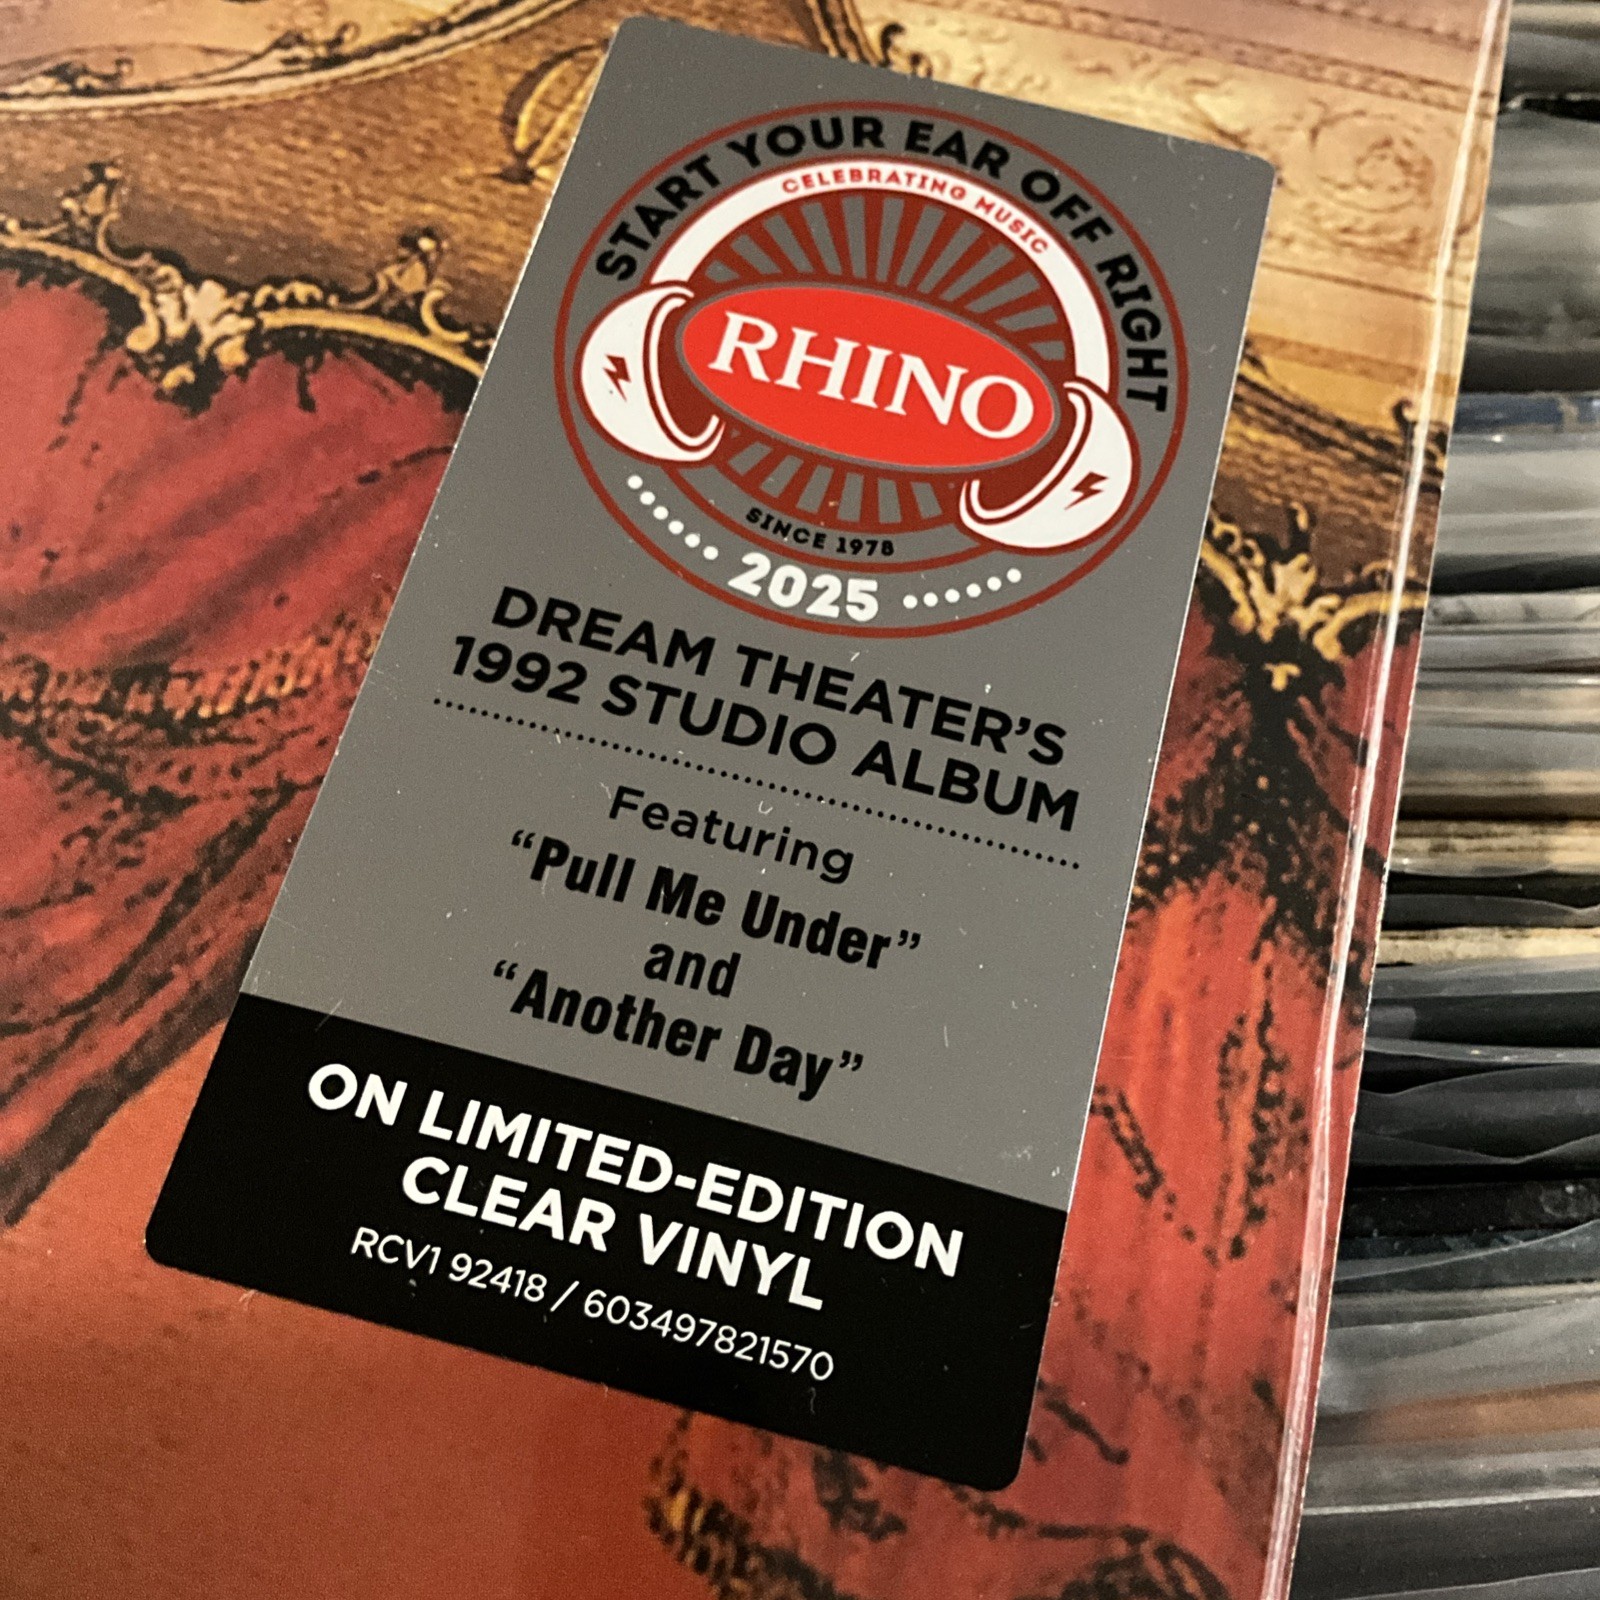 START YOUR EAR OFF RIGHT
CELEBRATING MUSIC
RHINO
SINCE 1978
2025
DREAM THEATER'S
1992 STUDIO ALBUM
Featuring
“Pull Me Under”
and
“Another Day”
ON LIMITED-EDITION
CLEAR VINYL
RCV1 92418 / 603497821570